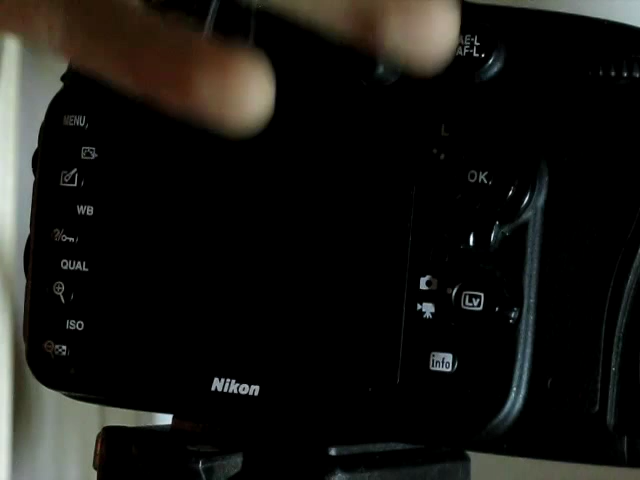 AE-L
AF-L
MENU
L
OK
WB
?/
QUAL
Lv
ISO
info
Nikon